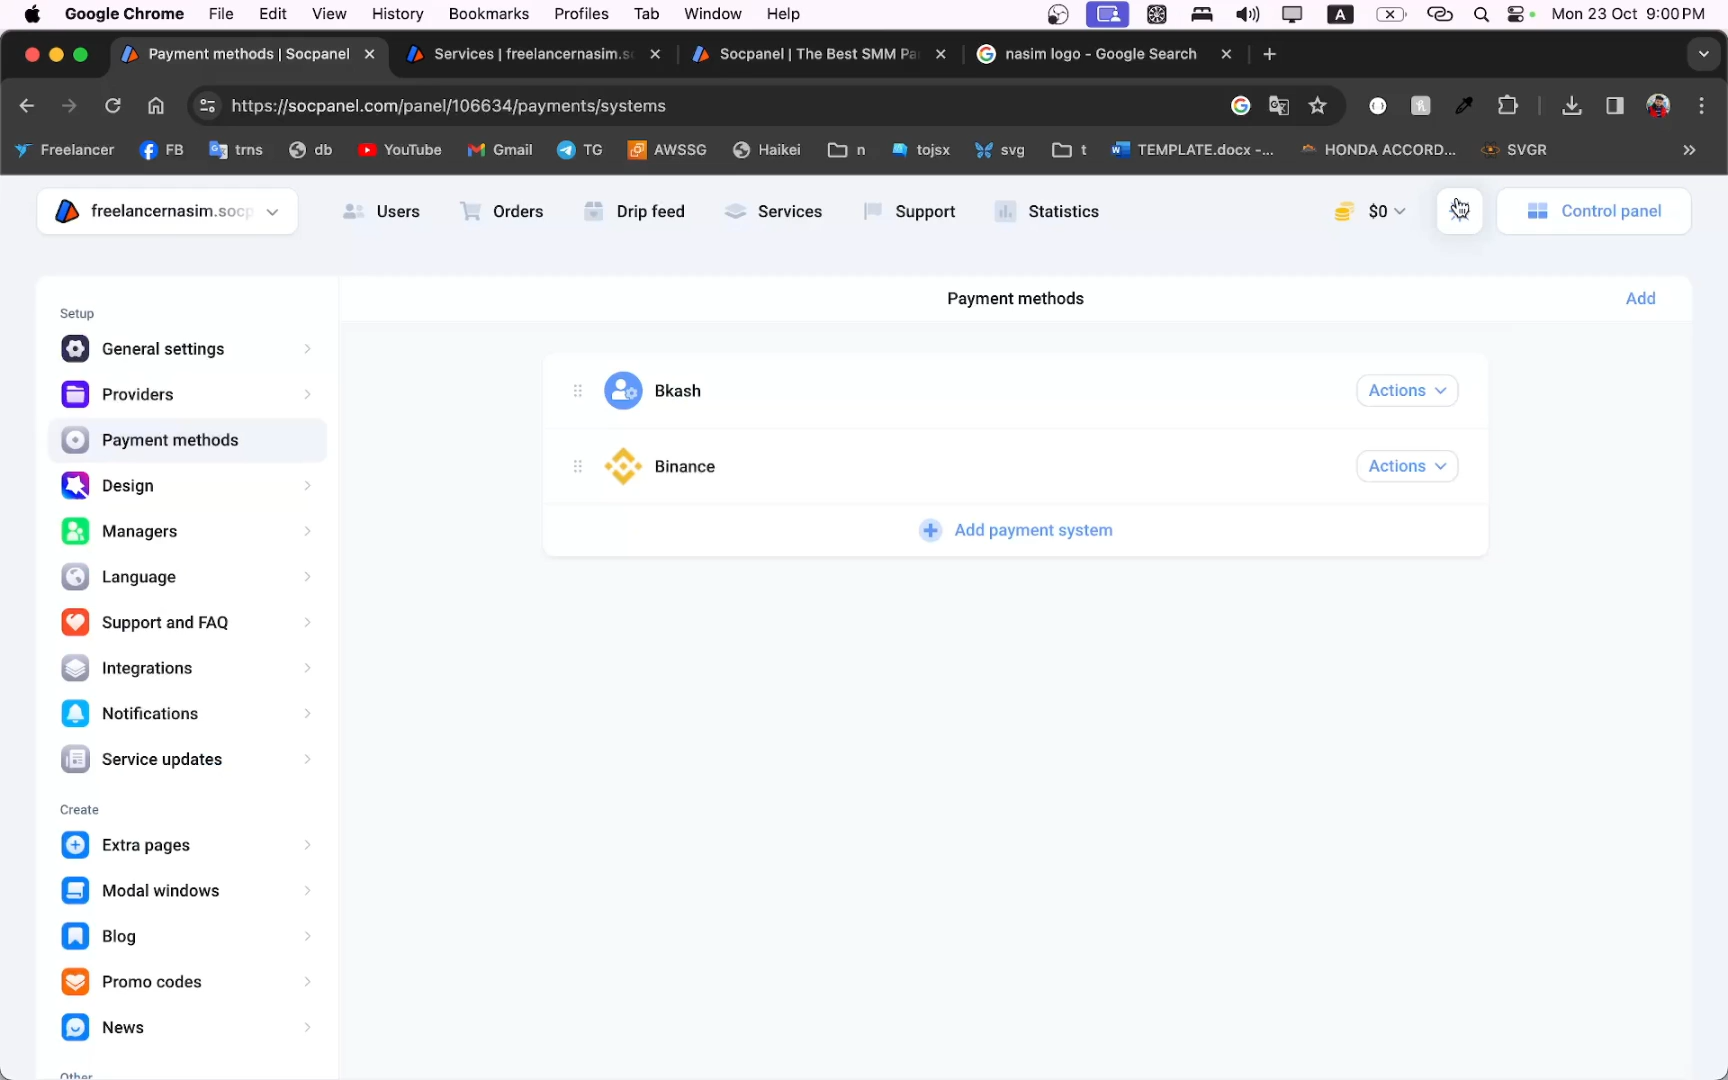 Google Chrome File Edit View History Bookmarks Profiles Tab Window Help A Mon 23 Oct 9:00 PM
Payment methods | Socpanel Services | freelancernasim.s Socpanel | The Best SMM Pa nasim logo - Google Search
https://socpanel.com/panel/106634/payments/systems
Freelancer FB trns db YouTube Gmail TG AWSSG Haikei n tojsx svg t TEMPLATE.docx -... HONDA ACCORD... SVGR
freelancernasim.socp Users Orders Drip feed Services Support Statistics $0 Control panel
Payment methods Add
Setup
General settings
Providers
Payment methods
Design
Managers
Language
Support and FAQ
Integrations
Notifications
Service updates
Create
Extra pages
Modal windows
Blog
Promo codes
News
Other
Bkash Actions
Binance Actions
Add payment system